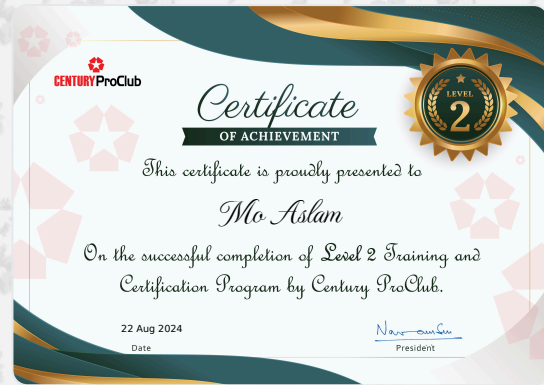 CENTURY ProClub
Certificate
OF ACHIEVEMENT
LEVEL
2
This certificate is proudly presented to
Mo Aslam
On the successful completion of Level 2 Training and
Certification Program by Century ProClub.
22 Aug 2024
Date
President